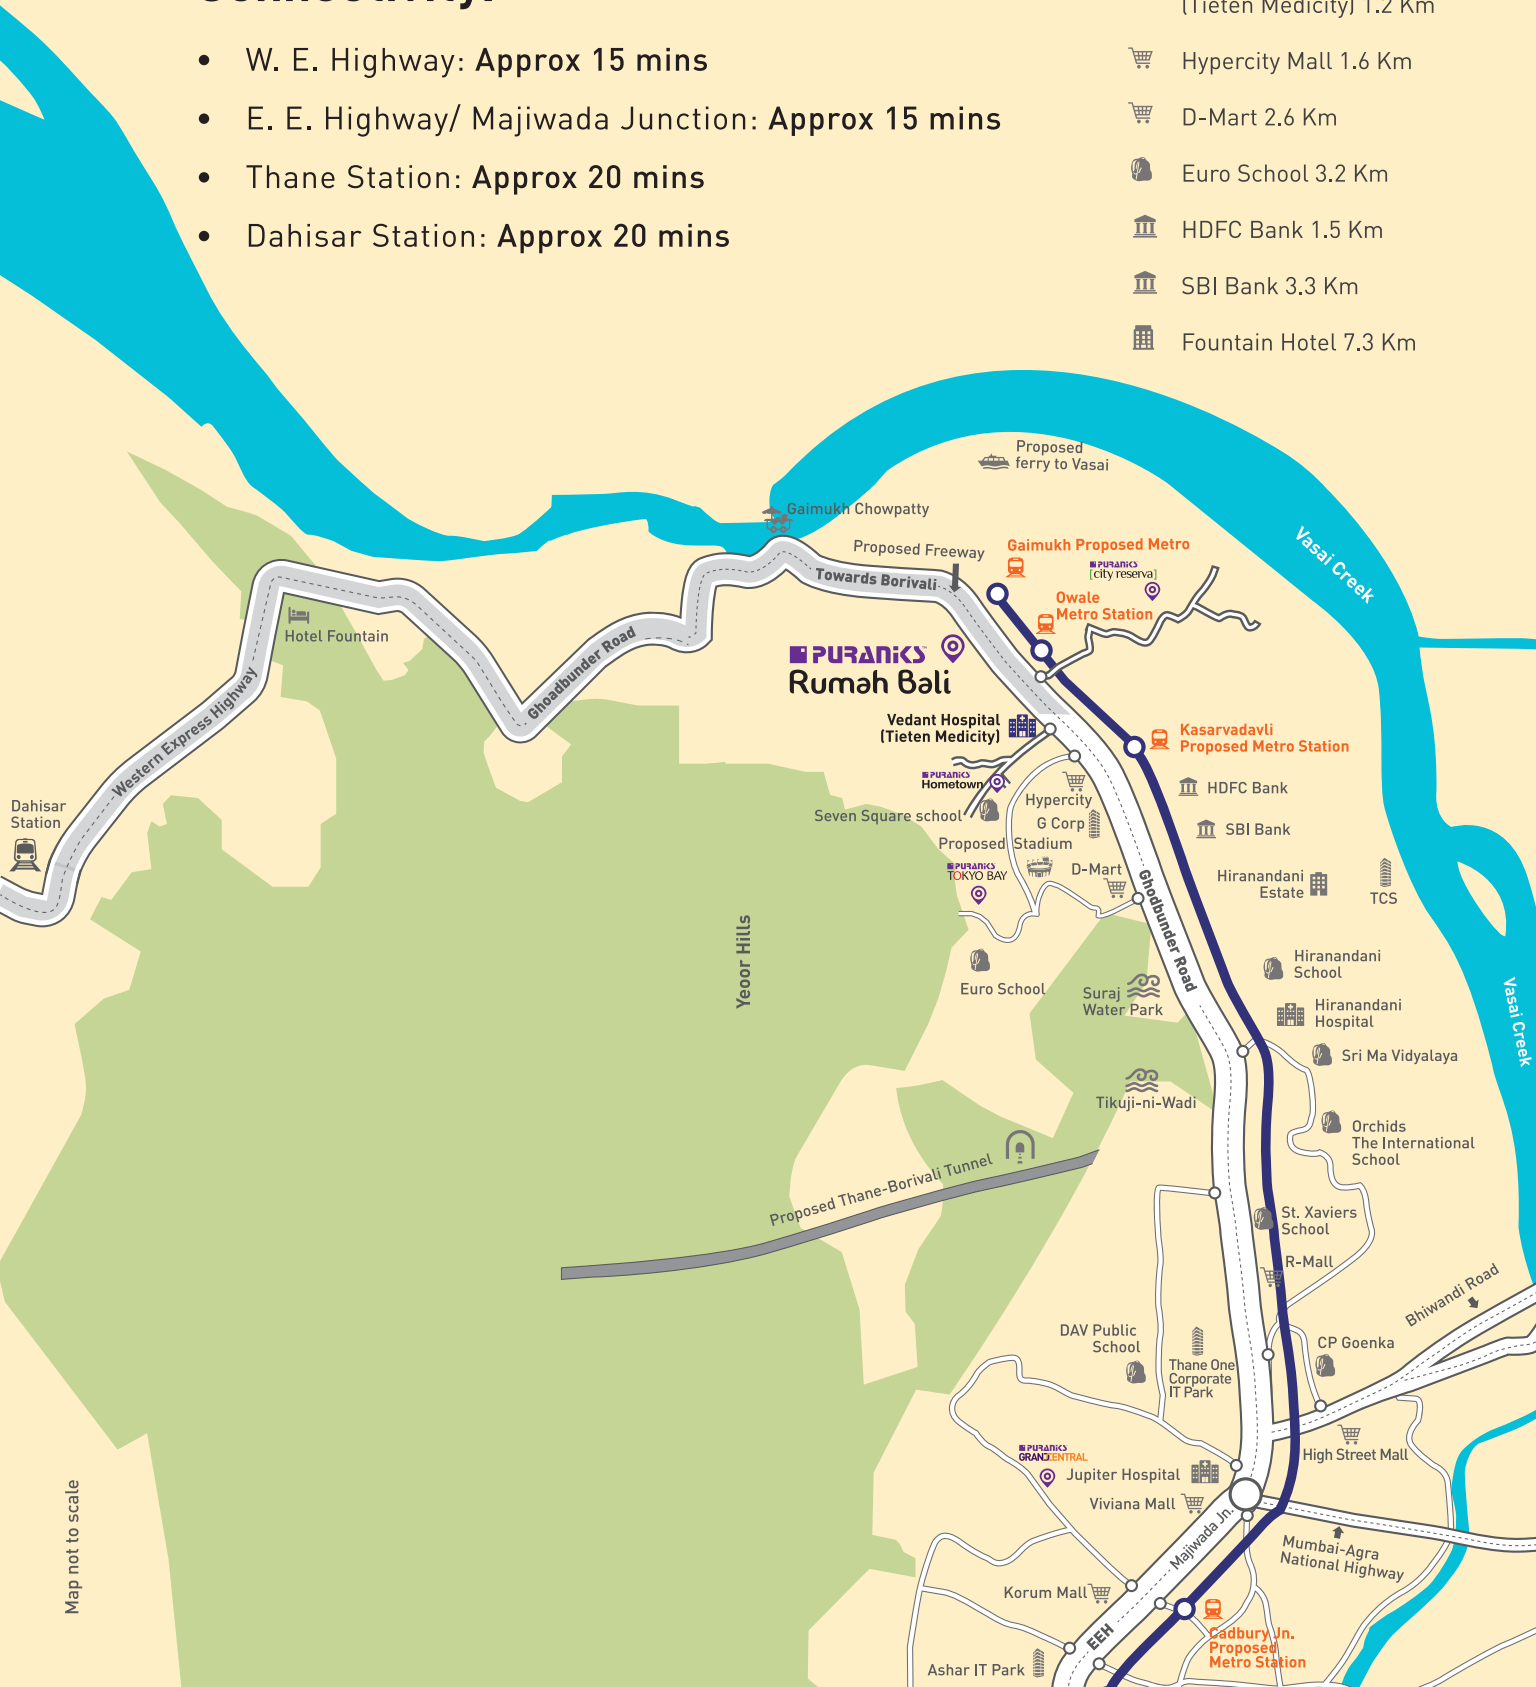 • W. E. Highway: Approx 15 mins
• E. E. Highway/ Majiwada Junction: Approx 15 mins
• Thane Station: Approx 20 mins
• Dahisar Station: Approx 20 mins
(Tieten Medicity) 1.2 Km
Hypercity Mall 1.6 Km
D-Mart 2.6 Km
Euro School 3.2 Km
HDFC Bank 1.5 Km
SBI Bank 3.3 Km
Fountain Hotel 7.3 Km
Proposed
ferry to Vasai
Gaimukh Chowpatty
Proposed Freeway
Gaimukh Proposed Metro
PURANIKS
[city reserva]
Vasai Creek
Towards Borivali
Owale
Metro Station
Hotel Fountain
Ghoadbunder Road
PURANIKS
Rumah Bali
Western Express Highway
Vedant Hospital
(Tieten Medicity)
Kasarvadavli
Proposed Metro Station
PURANIKS
Hometown
HDFC Bank
Hypercity
Dahisar
Station
Seven Square school
G Corp
SBI Bank
Proposed Stadium
PURANIKS
TOKYO BAY
D-Mart
Ghodbunder Road
Hiranandani
Estate
TCS
Yeoor Hills
Euro School
Suraj
Water Park
Hiranandani
School
Hiranandani
Hospital
Vasai Creek
Sri Ma Vidyalaya
Tikuji-ni-Wadi
Orchids
The International
School
Proposed Thane-Borivali Tunnel
St. Xaviers
School
R-Mall
Bhiwandi Road
DAV Public
School
CP Goenka
Thane One
Corporate
IT Park
PURANIKS
GRANDCENTRAL
High Street Mall
Jupiter Hospital
Viviana Mall
Majiwada Jn.
Mumbai-Agra
National Highway
Map not to scale
Korum Mall
EEH
Cadbury Jn.
Proposed
Metro Station
Ashar IT Park